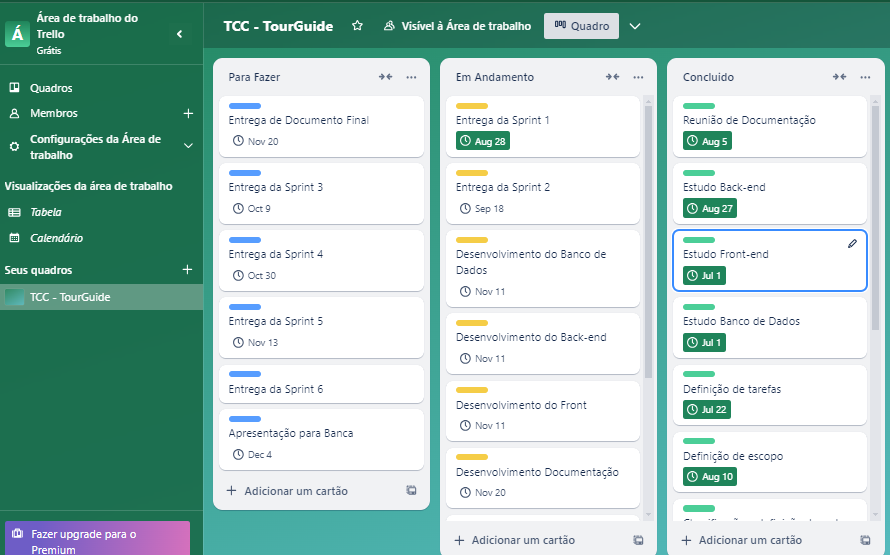 Á
Área de trabalho do
Trello
Grátis
Quadros
Membros
Configurações da Área de
trabalho
Visualizações da área de trabalho
Tabela
Calendário
Seus quadros
TCC - TourGuide
Fazer upgrade para o
Premium
TCC - TourGuide
Visível à Área de trabalho
Quadro
Para Fazer
Entrega de Documento Final
Nov 20
Entrega da Sprint 3
Oct 9
Entrega da Sprint 4
Oct 30
Entrega da Sprint 5
Nov 13
Entrega da Sprint 6
Apresentação para Banca
Dec 4
Adicionar um cartão
Em Andamento
Entrega da Sprint 1
Aug 28
Entrega da Sprint 2
Sep 18
Desenvolvimento do Banco de
Dados
Nov 11
Desenvolvimento do Back-end
Nov 11
Desenvolvimento do Front
Nov 11
Desenvolvimento Documentação
Nov 20
Adicionar um cartão
Concluído
Reunião de Documentação
Aug 5
Estudo Back-end
Aug 27
Estudo Front-end
Jul 1
Estudo Banco de Dados
Jul 1
Definição de tarefas
Jul 22
Definição de escopo
Aug 10
Adicionar um cartão